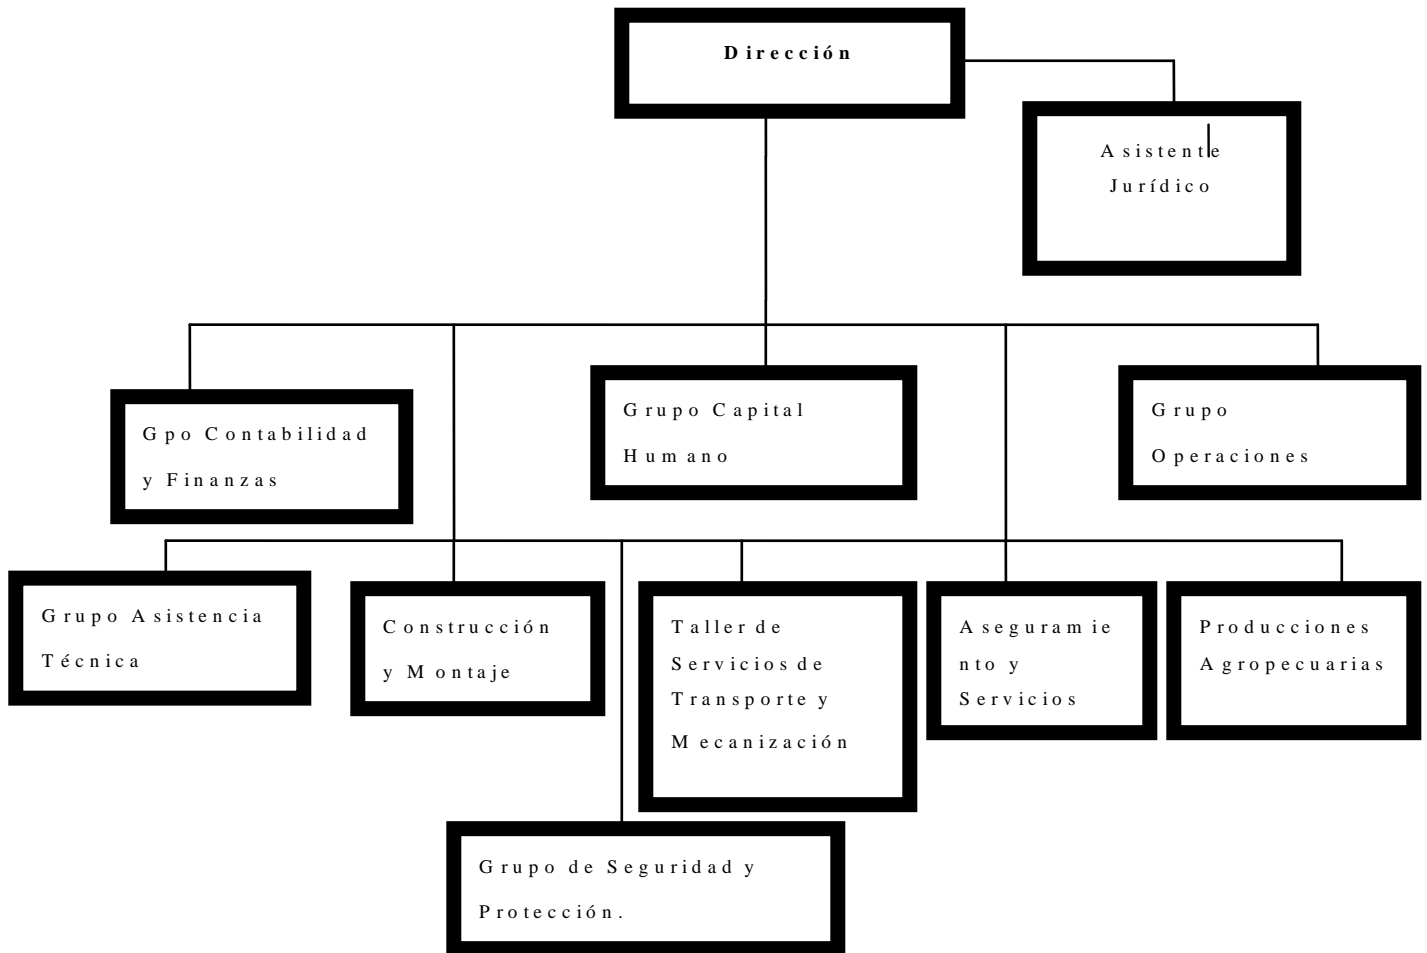 Dirección
Asistente
Jurídico
Gpo Contabilidad
y Finanzas
Grupo Capital
Humano
Grupo
Operaciones
Grupo Asistencia
Técnica
Construcción
y Montaje
Taller de
Servicios de
Transporte y
Mecanización
Aseguramie
nto y
Servicios
Producciones
Agropecuarias
Grupo de Seguridad y
Protección.